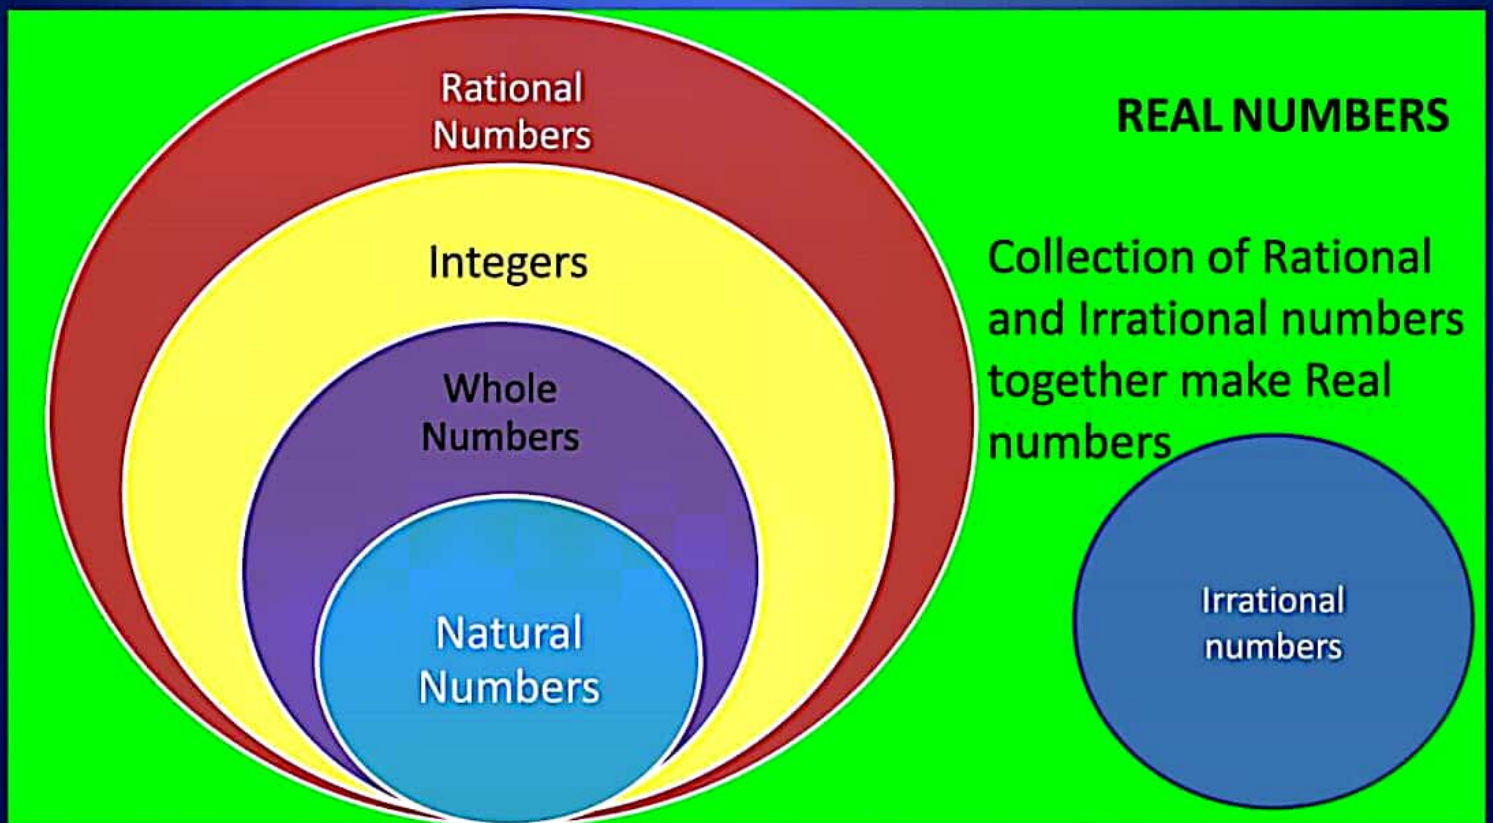 Rational
Numbers
REAL NUMBERS
Integers
Collection of Rational
and Irrational numbers
together make Real
numbers
Whole
Numbers
Natural
Numbers
Irrational
numbers